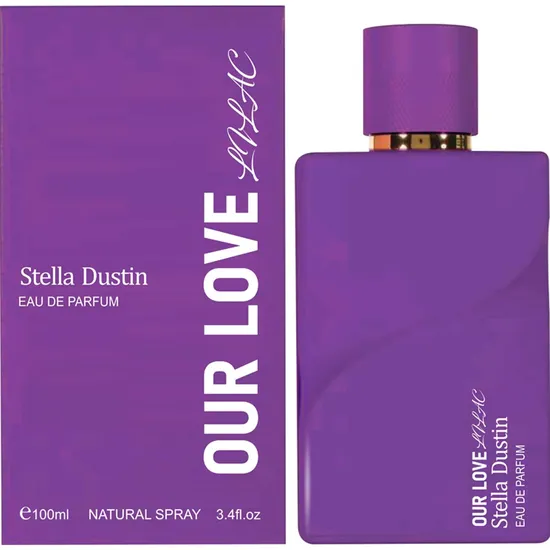 OUR LOVE LILAC
Stella Dustin
EAU DE PARFUM
℮100ml NATURAL SPRAY 3.4fl.oz
OUR LOVE LILAC
Stella Dustin
EAU DE PARFUM